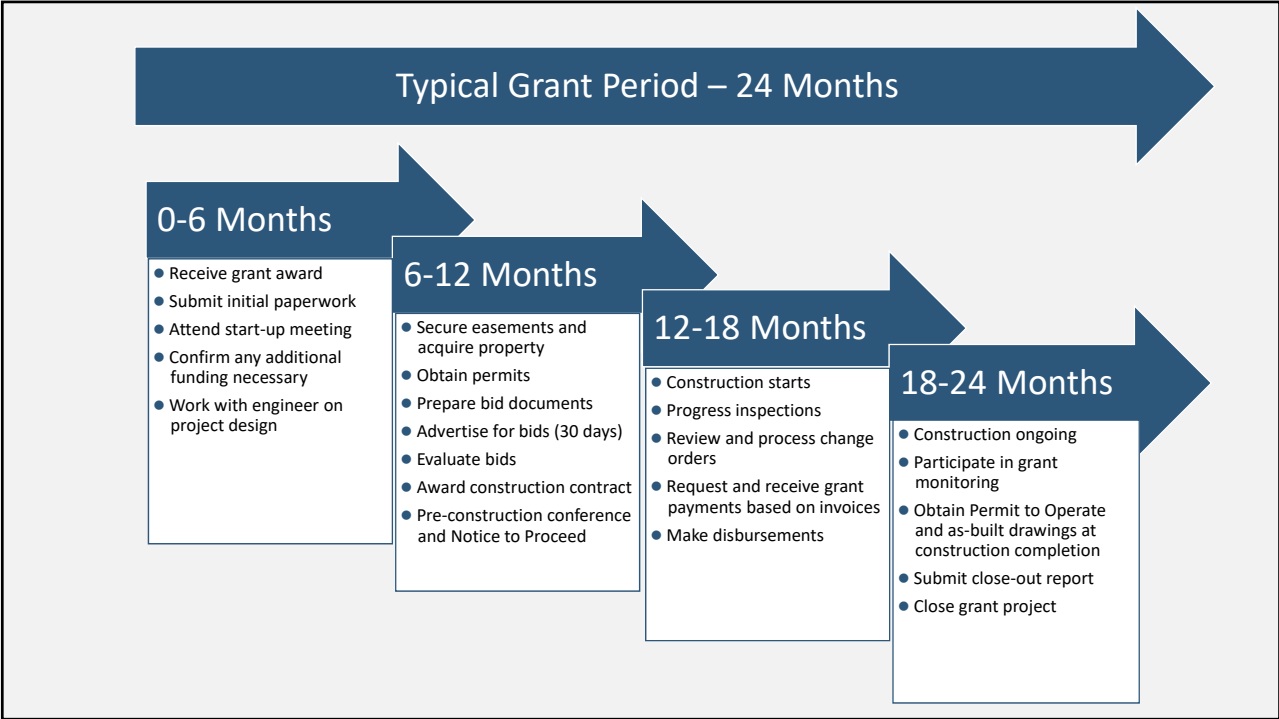 Typical Grant Period – 24 Months
0-6 Months
● Receive grant award
● Submit initial paperwork
● Attend start-up meeting
● Confirm any additional
funding necessary
● Work with engineer on
project design
6-12 Months
● Secure easements and
acquire property
● Obtain permits
● Prepare bid documents
● Advertise for bids (30 days)
● Evaluate bids
● Award construction contract
● Pre-construction conference
and Notice to Proceed
12-18 Months
● Construction starts
● Progress inspections
● Review and process change
orders
● Request and receive grant
payments based on invoices
● Make disbursements
18-24 Months
● Construction ongoing
● Participate in grant
monitoring
● Obtain Permit to Operate
and as-built drawings at
construction completion
● Submit close-out report
● Close grant project